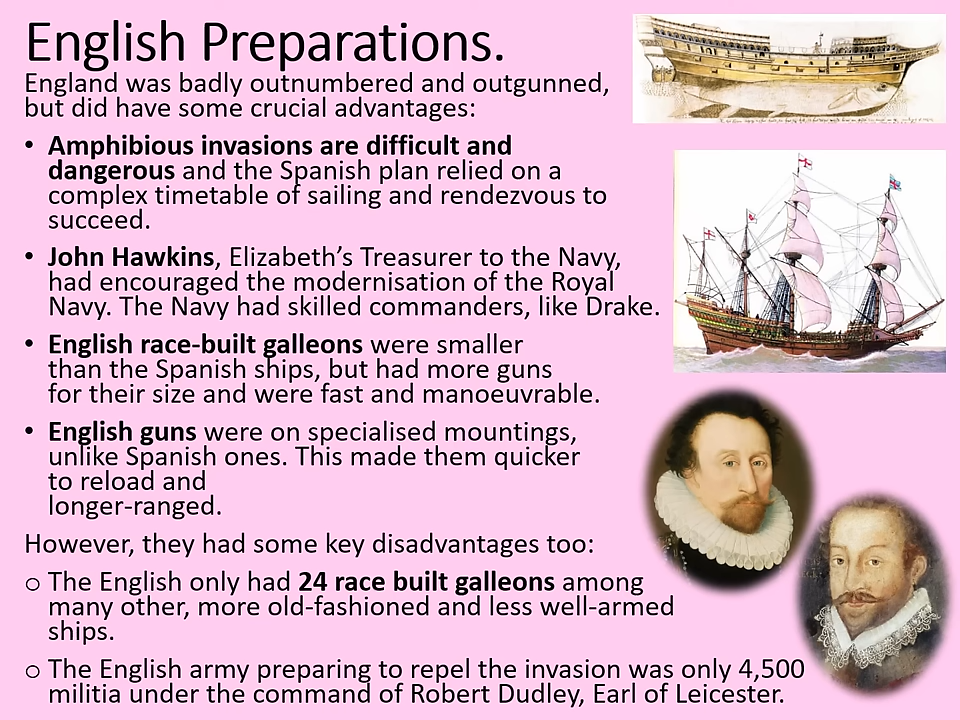 English Preparations.
England was badly outnumbered and outgunned,
but did have some crucial advantages:
• Amphibious invasions are difficult and
dangerous and the Spanish plan relied on a
complex timetable of sailing and rendezvous to
succeed.
• John Hawkins, Elizabeth’s Treasurer to the Navy,
had encouraged the modernisation of the Royal
Navy. The Navy had skilled commanders, like Drake.
• English race-built galleons were smaller
than the Spanish ships, but had more guns
for their size and were fast and manoeuvrable.
• English guns were on specialised mountings,
unlike Spanish ones. This made them quicker
to reload and
longer-ranged.
However, they had some key disadvantages too:
o The English only had 24 race built galleons among
many other, more old-fashioned and less well-armed
ships.
o The English army preparing to repel the invasion was only 4,500
militia under the command of Robert Dudley, Earl of Leicester.